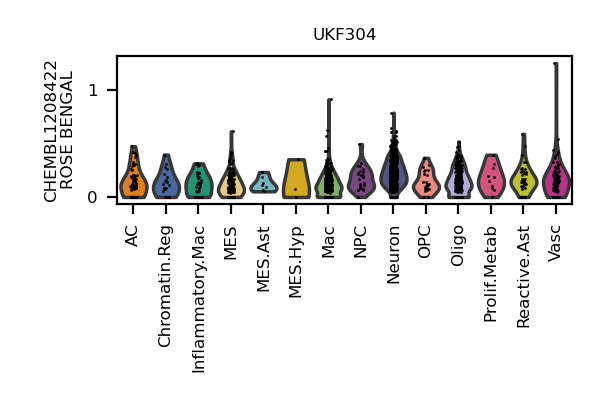 UKF304
CHEMBL1208422
ROSE BENGAL
1
0
AC
Chromatin.Reg
Inflammatory.Mac
MES
MES.Ast
MES.Hyp
Mac
NPC
Neuron
OPC
Oligo
Prolif.Metab
Reactive.Ast
Vasc